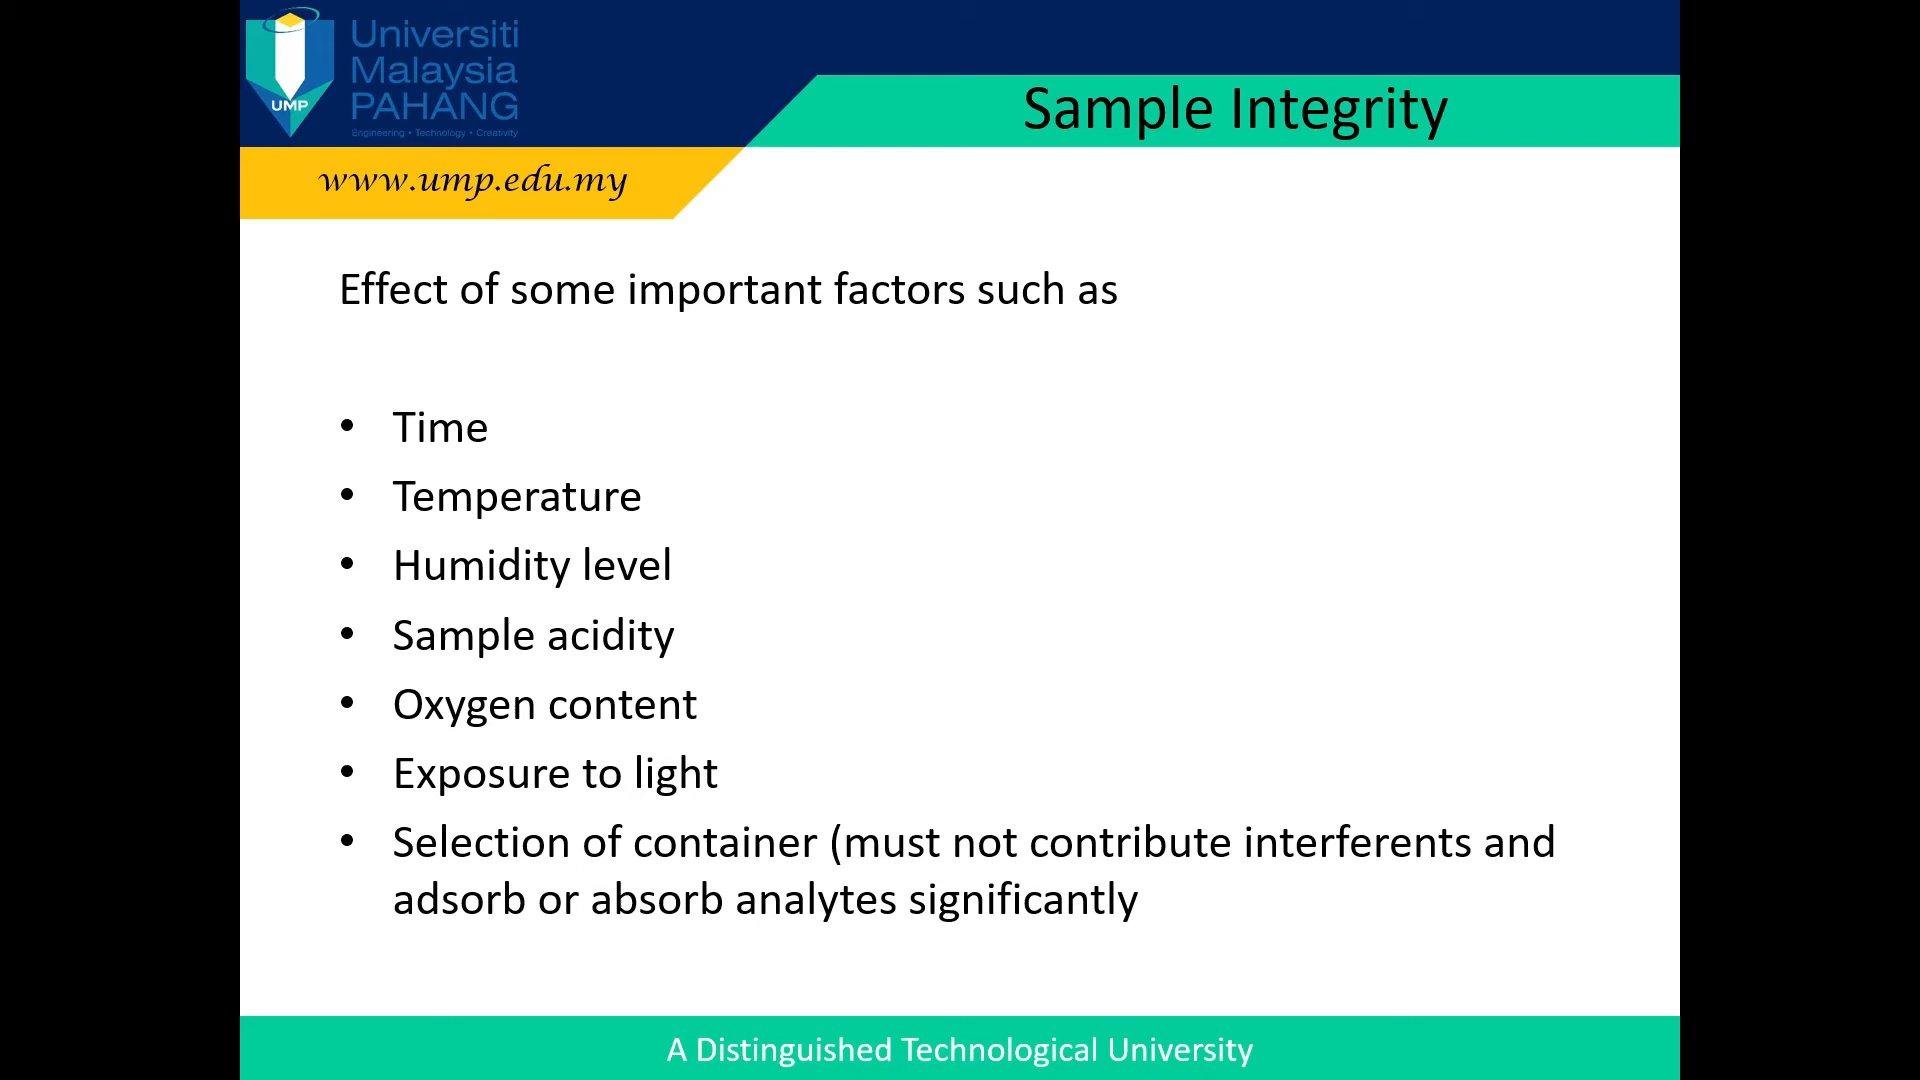 Universiti
Malaysia
PAHANG
Engineering • Technology • Creativity
UMP
Sample Integrity
www.ump.edu.my
Effect of some important factors such as
• Time
• Temperature
• Humidity level
• Sample acidity
• Oxygen content
• Exposure to light
• Selection of container (must not contribute interferents and
adsorb or absorb analytes significantly
A Distinguished Technological University